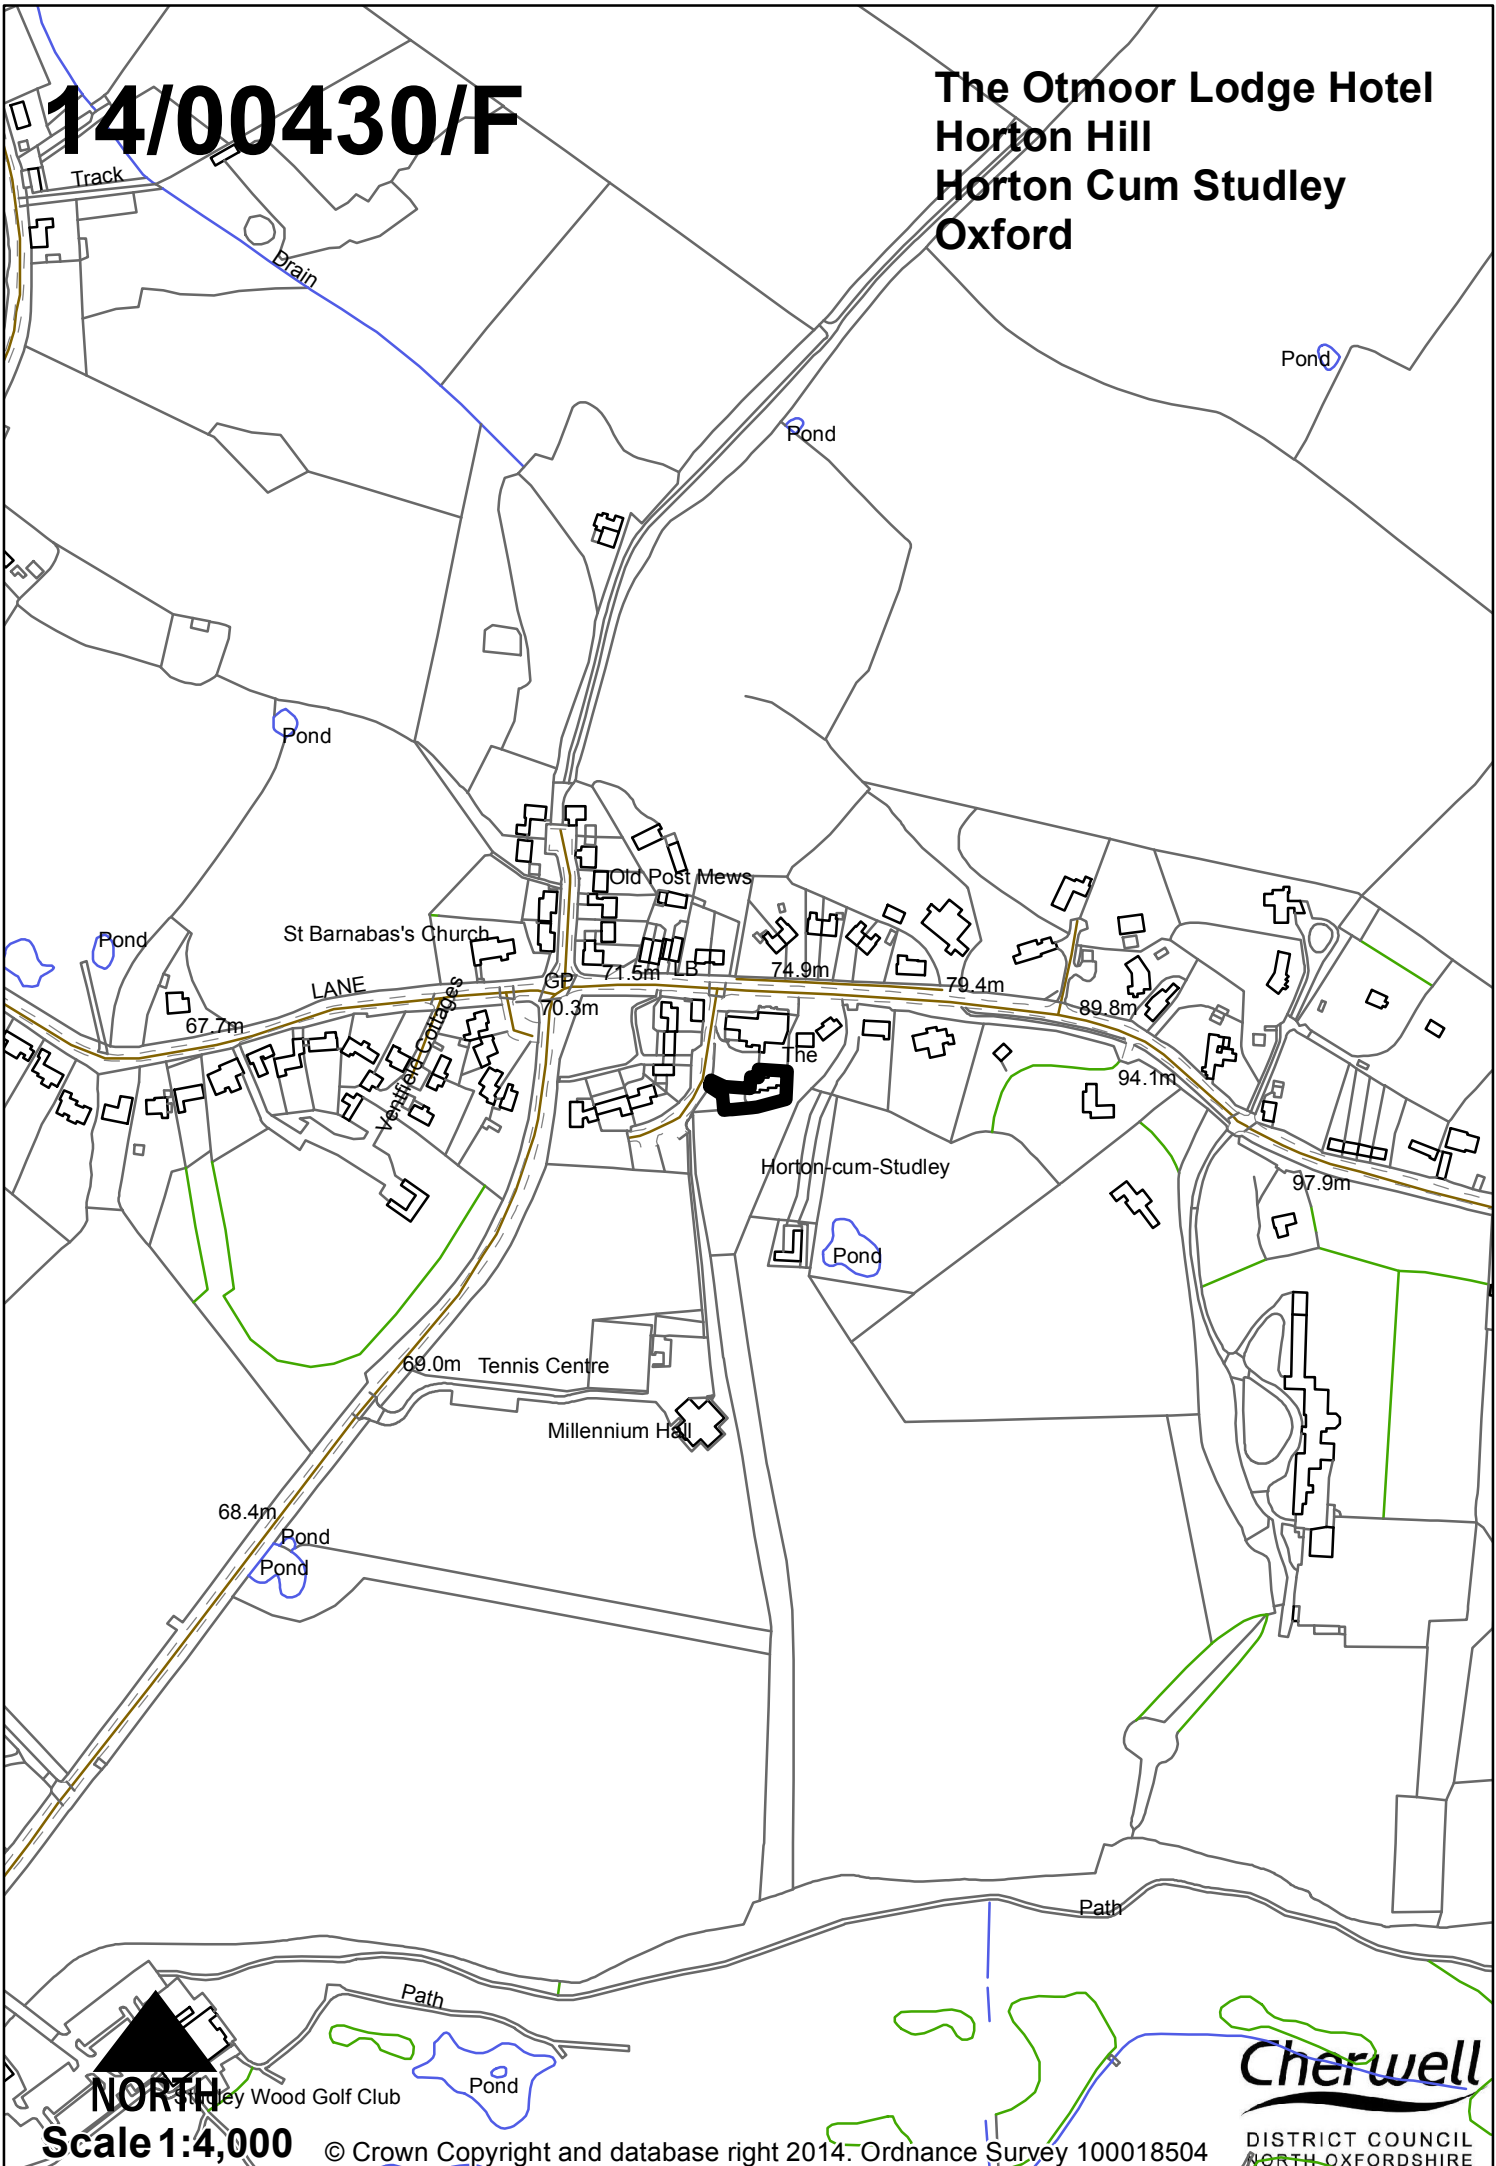 14/00430/F
The Otmoor Lodge Hotel
Horton Hill
Horton Cum Studley
Oxford
Track
Drain
Pond
Pond
Pond
Old Post Mews
St Barnabas's Church
Pond
LANE
GP
71.5m
LB
74.9m
79.4m
70.3m
89.8m
67.7m
Ventfield Cottages
The
94.1m
Horton-cum-Studley
97.9m
Pond
69.0m
Tennis Centre
Millennium Hall
68.4m
Pond
Pond
Path
Path
Pond
NORTH
Studley Wood Golf Club
Scale 1:4,000
© Crown Copyright and database right 2014. Ordnance Survey 100018504
Cherwell
DISTRICT COUNCIL
NORTH OXFORDSHIRE